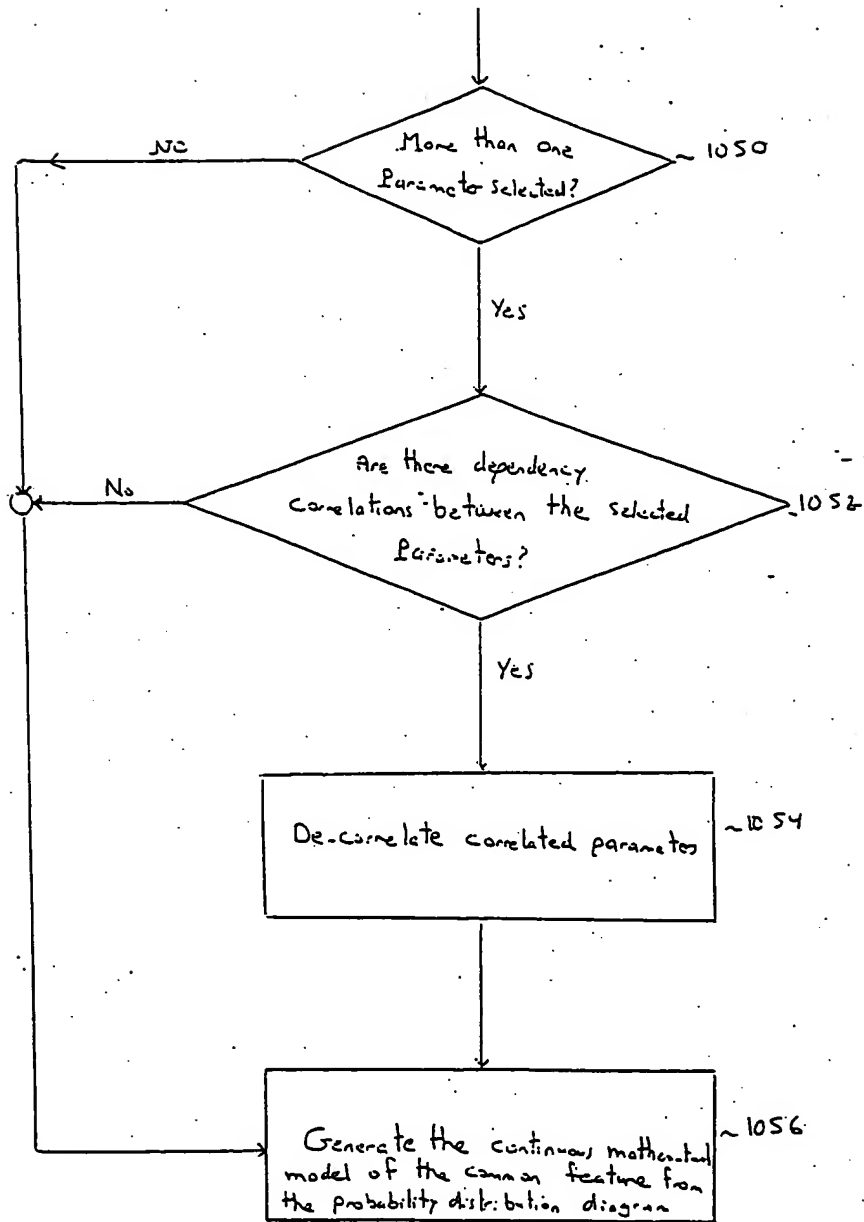 More than one
Parameter selected?
~ 1050
No
Yes
Are there dependency
correlations between the selected
Parameters?
1052
No
Yes
De-correlate correlated parameters
~ 1054
Generate the continuous mathematical
model of the common feature from
the probability distribution diagram
~ 1056